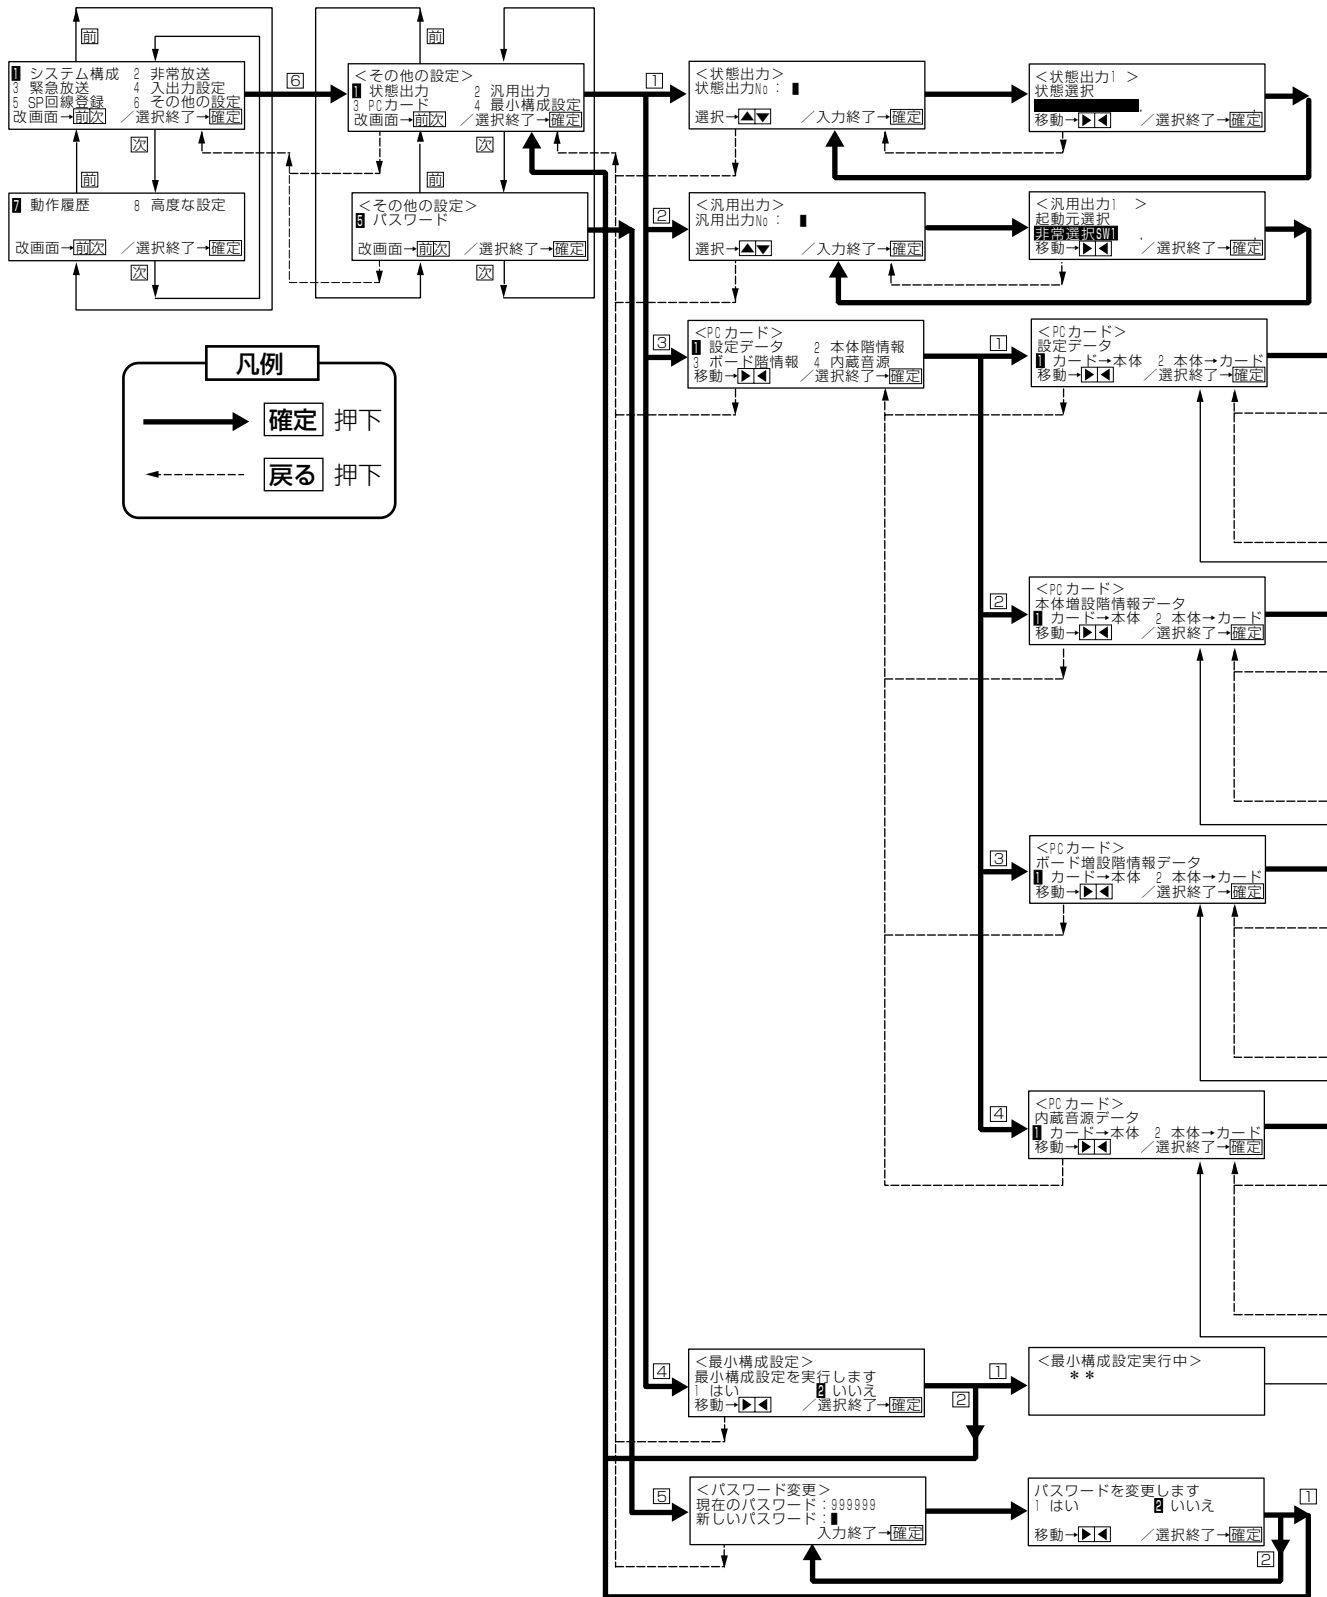 前
1 システム構成 2 非常放送
3 緊急放送 4 入出力設定
5 SP回線登録 6 その他の設定
改画面→前次 ／選択終了→確定
次
前
7 動作履歴 8 高度な設定
改画面→前次 ／選択終了→確定
次
6
前
＜その他の設定＞
1 状態出力 2 汎用出力
3 PCカード 4 最小構成設定
改画面→前次 ／選択終了→確定
次
前
＜その他の設定＞
5 パスワード
改画面→前次 ／選択終了→確定
次
凡例
確定 押下
戻る 押下
1
＜状態出力＞
状態出力No：
選択→▲▼ ／入力終了→確定
＜状態出力1 ＞
状態選択
移動→▶◀ ／選択終了→確定
2
＜汎用出力＞
汎用出力No：
選択→▲▼ ／入力終了→確定
＜汎用出力1 ＞
起動元選択
非常選択SW1
移動→▶◀ ／選択終了→確定
3
＜PCカード＞
1 設定データ 2 本体階情報
3 ボード階情報 4 内蔵音源
移動→▶◀ ／選択終了→確定
1
＜PCカード＞
設定データ
1 カード→本体 2 本体→カード
移動→▶◀ ／選択終了→確定
2
＜PCカード＞
本体増設階情報データ
1 カード→本体 2 本体→カード
移動→▶◀ ／選択終了→確定
3
＜PCカード＞
ボード増設階情報データ
1 カード→本体 2 本体→カード
移動→▶◀ ／選択終了→確定
4
＜PCカード＞
内蔵音源データ
1 カード→本体 2 本体→カード
移動→▶◀ ／選択終了→確定
4
＜最小構成設定＞
最小構成設定を実行します
1 はい 2 いいえ
移動→▶◀ ／選択終了→確定
1
2
＜最小構成設定実行中＞
＊＊
5
＜パスワード変更＞
現在のパスワード：999999
新しいパスワード：
入力終了→確定
パスワードを変更します
1 はい 2 いいえ
移動→▶◀ ／選択終了→確定
1
2